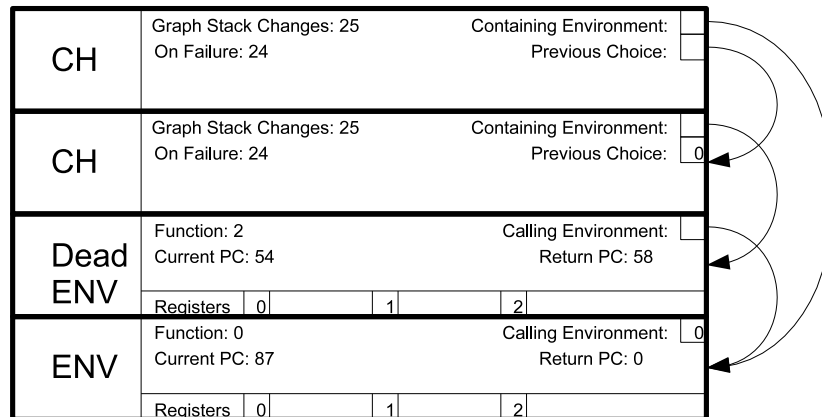 CH
Graph Stack Changes: 25 Containing Environment:
On Failure: 24 Previous Choice:
CH
Graph Stack Changes: 25 Containing Environment:
On Failure: 24 Previous Choice: 0
Dead
ENV
Function: 2 Calling Environment:
Current PC: 54 Return PC: 58
Registers 0 1 2
ENV
Function: 0 Calling Environment: 0
Current PC: 87 Return PC: 0
Registers 0 1 2